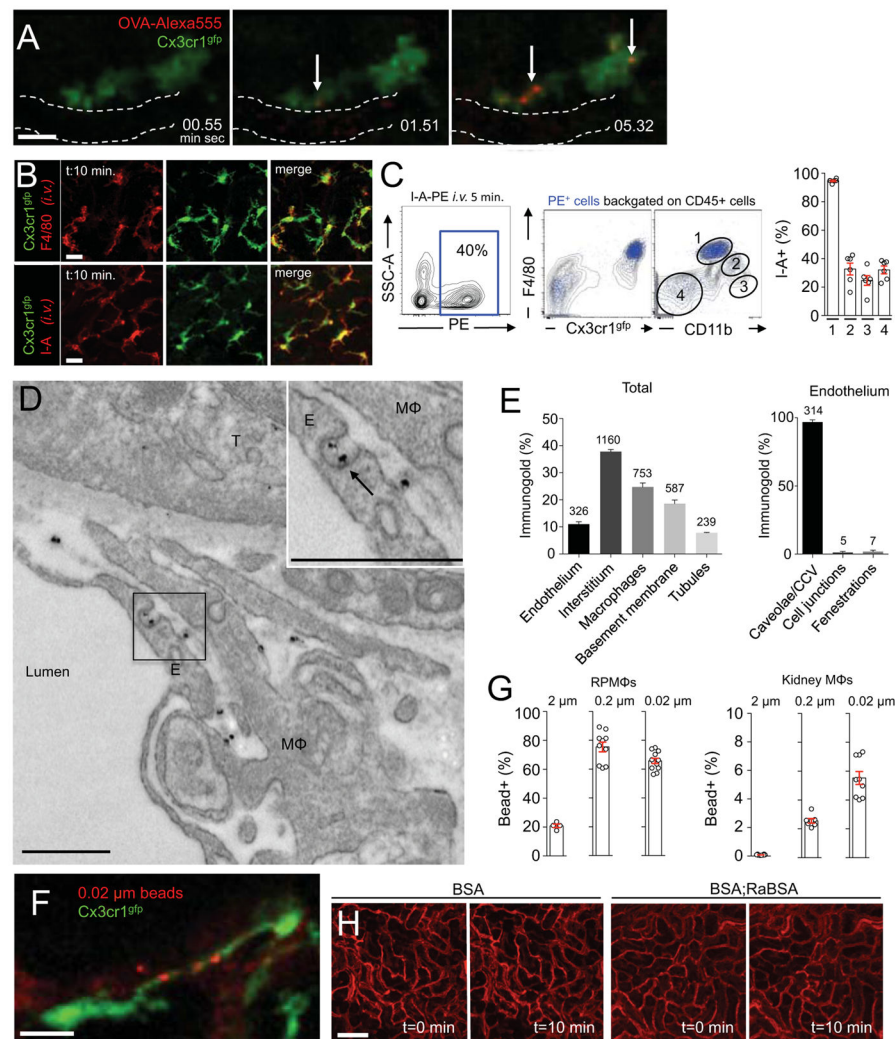 A
OVA-Alexa555
Cx3cr1gfp
00.55
min sec
01.51
05.32
B
Cx3cr1gfp
F4/80 (i.v.)
t:10 min.
merge
Cx3cr1gfp
I-A (i.v.)
t:10 min.
merge
C
I-A-PE i.v. 5 min.
40%
SSC-A
PE
PE+ cells backgated on CD45+ cells
F4/80
Cx3cr1gfp
1
2
3
4
CD11b
I-A+ (%)
100
80
60
40
20
0
1 2 3 4
D
T
E
MΦ
Lumen
E
MΦ
E
Total
Immunogold (%)
50
40
30
20
10
0
326
1160
753
587
239
Endothelium
Interstitium
Macrophages
Basement membrane
Tubules
Endothelium
Immunogold (%)
100
50
0
314
5
7
Caveolae/CCV
Cell junctions
Fenestrations
F
0.02 µm beads
Cx3cr1gfp
G
RPMΦs
2 µm 0.2 µm 0.02 µm
Bead+ (%)
100
80
60
40
20
0
Kidney MΦs
2 µm 0.2 µm 0.02 µm
Bead+ (%)
10
8
6
4
2
0
H
BSA
BSA;RaBSA
t=0 min
t=10 min
t=0 min
t=10 min